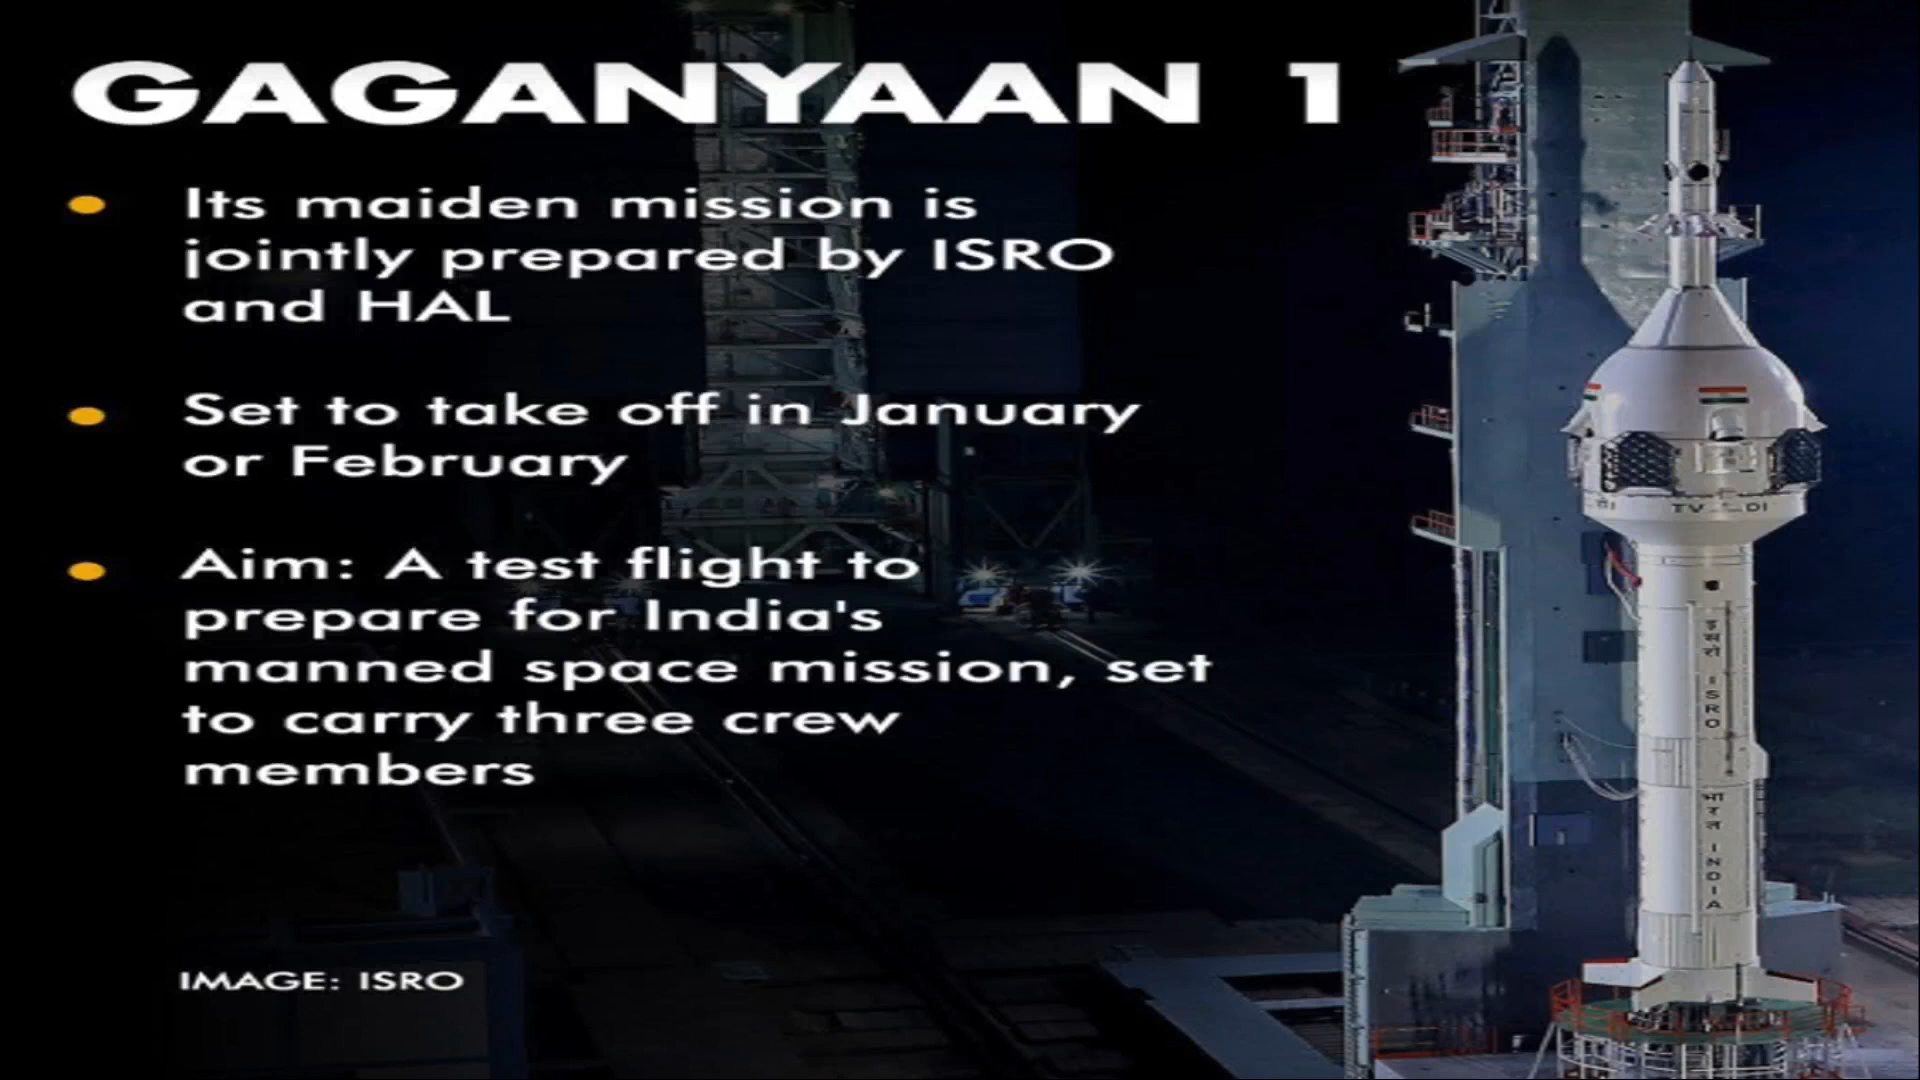 GAGANYAAN 1
Its maiden mission is
jointly prepared by ISRO
and HAL
Set to take off in January
or February
Aim: A test flight to
prepare for India's
manned space mission, set
to carry three crew
members
IMAGE: ISRO
इसरो ISRO
भारत INDIA